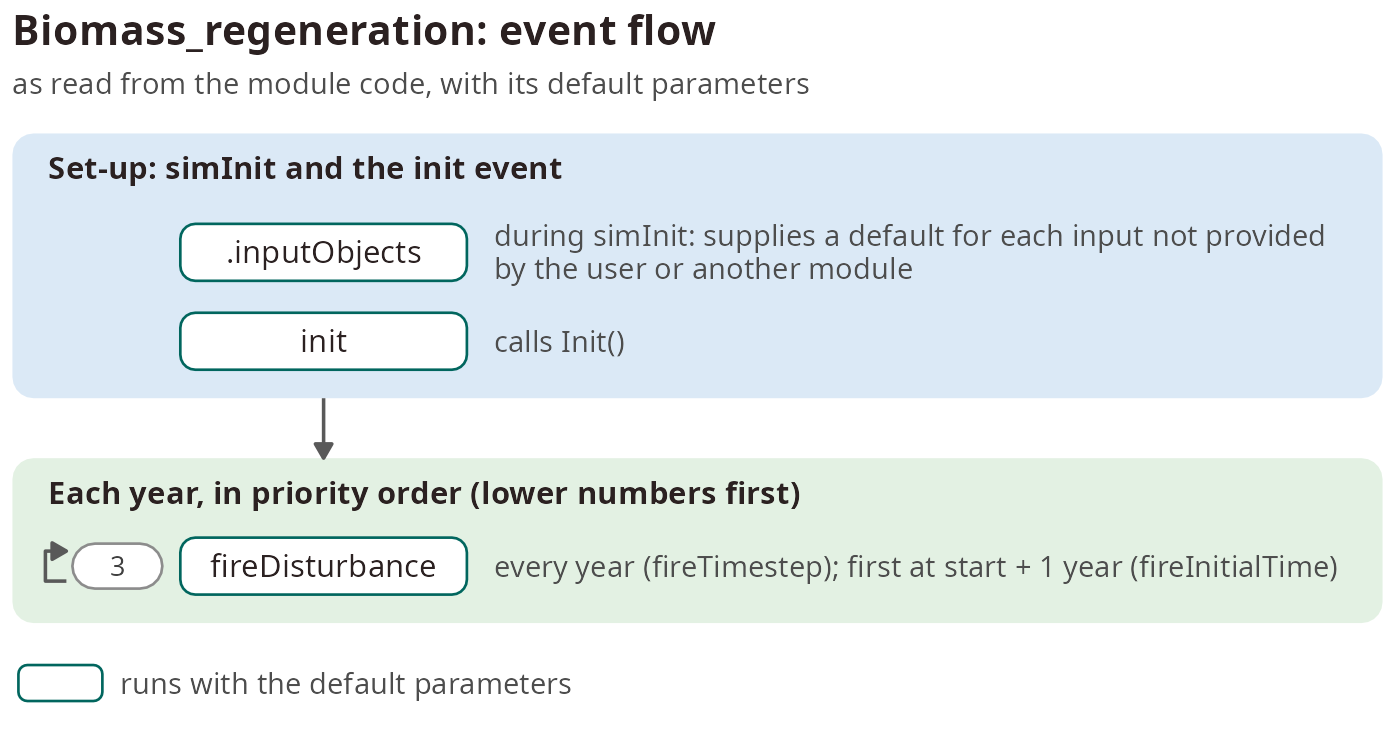 Biomass_regeneration: event flow
as read from the module code, with its default parameters
Set-up: simInit and the init event
.inputObjects
during simInit: supplies a default for each input not provided
by the user or another module
init
calls Init()
Each year, in priority order (lower numbers first)
3
fireDisturbance
every year (fireTimestep); first at start + 1 year (fireInitialTime)
runs with the default parameters